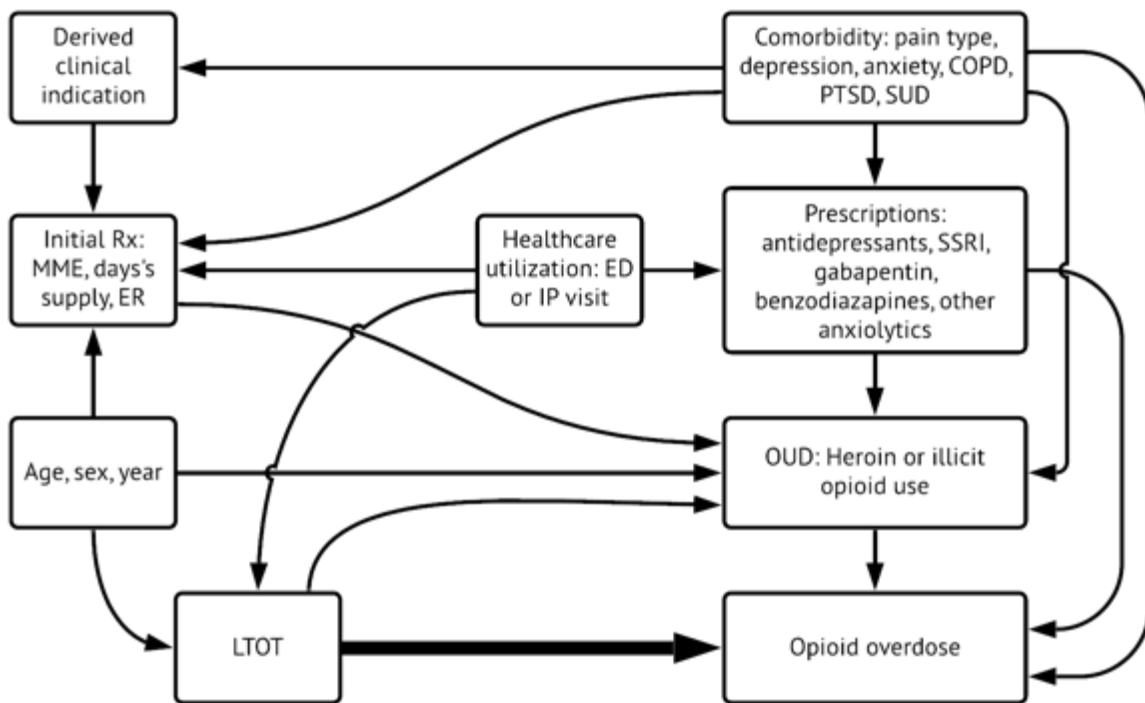 Derived
clinical
indication
Comorbidity: pain type,
depression, anxiety, COPD,
PTSD, SUD
Initial Rx:
MME, days's
supply, ER
Healthcare
utilization: ED
or IP visit
Prescriptions:
antidepressants, SSRI,
gabapentin,
benzodiazapines, other
anxiolytics
Age, sex, year
OUD: Heroin or illicit
opioid use
LTOT
Opioid overdose